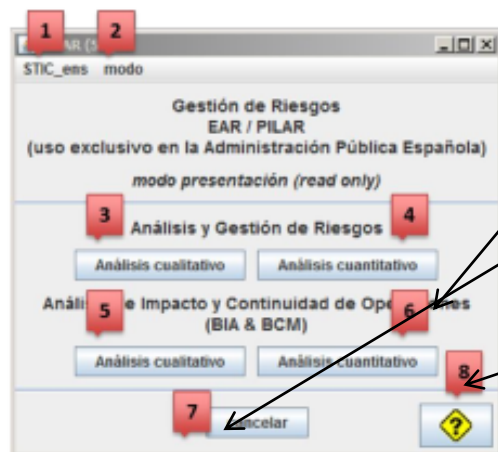 1 2
STIC_ens modo
Gestión de Riesgos
EAR / PILAR
(uso exclusivo en la Administración Pública Española)
modo presentación (read only)
3 4
Análisis y Gestión de Riesgos
Análisis cualitativo Análisis cuantitativo
5 6
e Impacto y Continuidad de
(BIA & BCM)
Análisis cualitativo Análisis cuantitativo
7 8
?